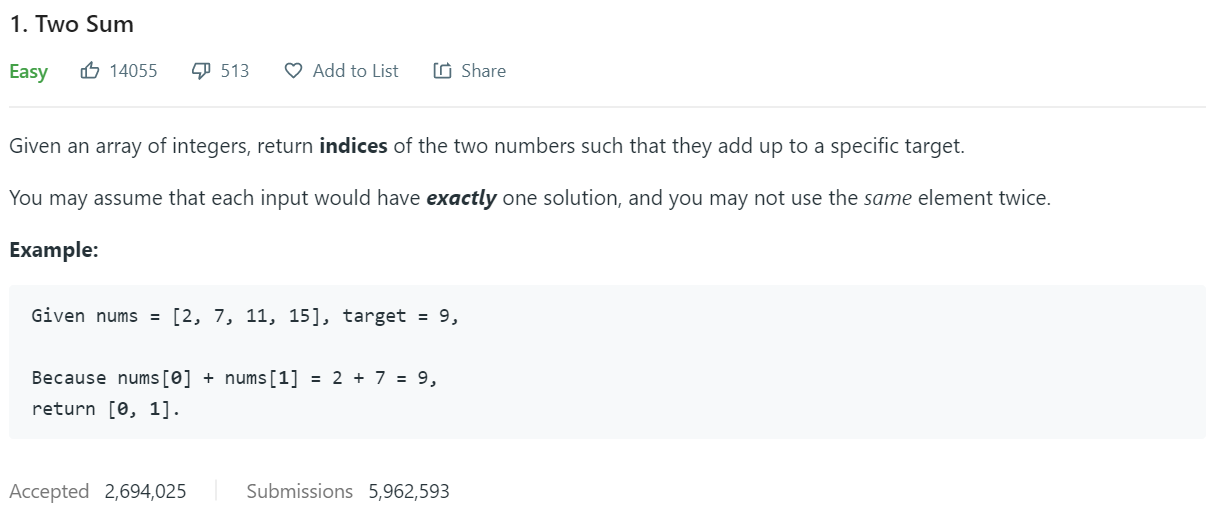 1. Two Sum
Easy 14055 513 Add to List Share
Given an array of integers, return indices of the two numbers such that they add up to a specific target.
You may assume that each input would have exactly one solution, and you may not use the same element twice.
Example:
Given nums = [2, 7, 11, 15], target = 9,
Because nums[0] + nums[1] = 2 + 7 = 9,
return [0, 1].
Accepted 2,694,025 Submissions 5,962,593